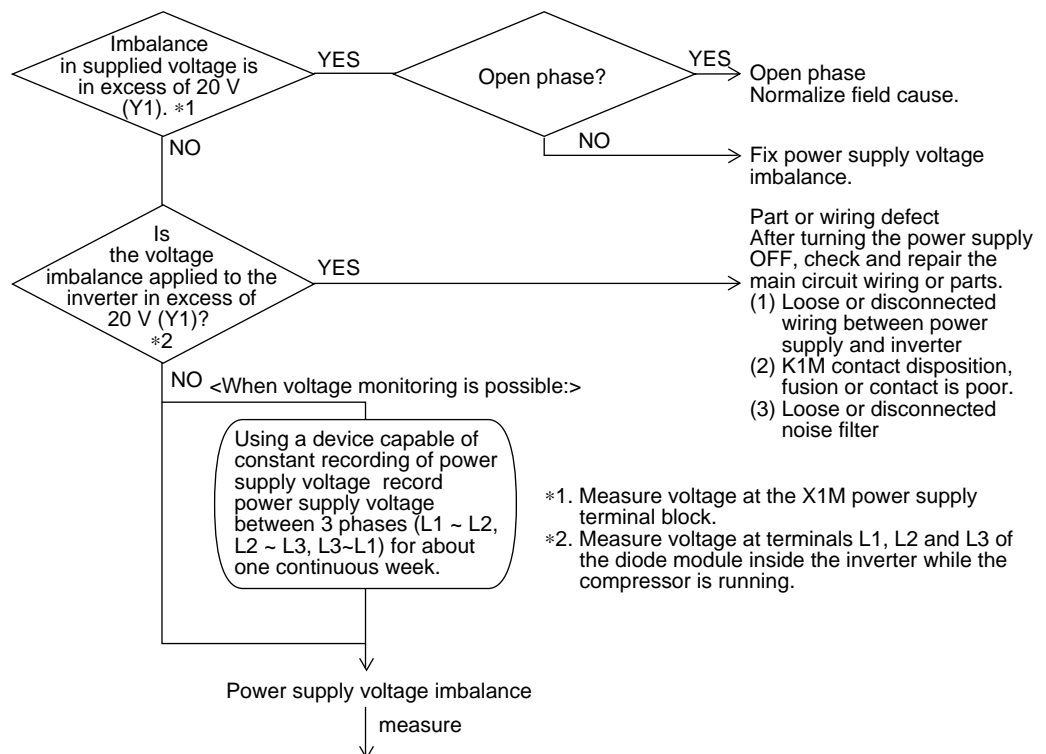 Imbalance
in supplied voltage is
in excess of 20 V
(Y1). *1
YES
Open phase?
YES
Open phase
Normalize field cause.
NO
NO
Fix power supply voltage
imbalance.
Is
the voltage
imbalance applied to the
inverter in excess of
20 V (Y1)?
*2
YES
Part or wiring defect
After turning the power supply
OFF, check and repair the
main circuit wiring or parts.
(1) Loose or disconnected
wiring between power
supply and inverter
(2) K1M contact disposition,
fusion or contact is poor.
(3) Loose or disconnected
noise filter
NO
<When voltage monitoring is possible:>
Using a device capable of
constant recording of power
supply voltage record
power supply voltage
between 3 phases (L1 ~ L2,
L2 ~ L3, L3~L1) for about
one continuous week.
*1. Measure voltage at the X1M power supply
terminal block.
*2. Measure voltage at terminals L1, L2 and L3 of
the diode module inside the inverter while the
compressor is running.
Power supply voltage imbalance
measure